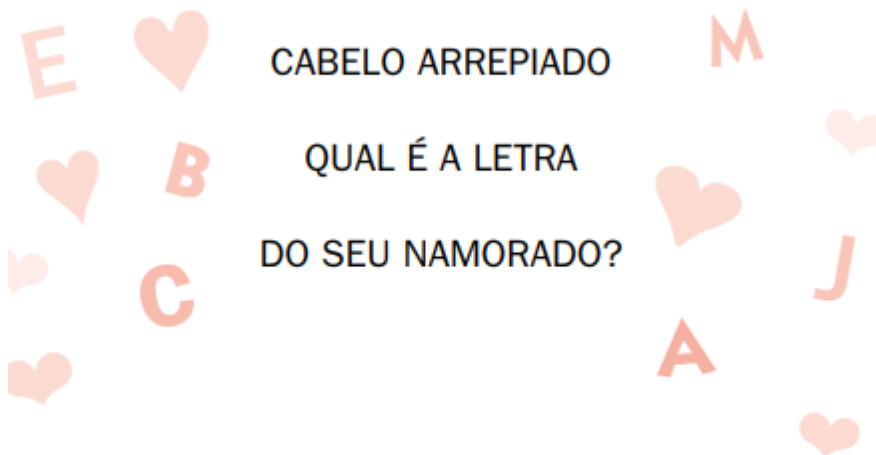 E
M
CABELO ARREPIADO
B
QUAL É A LETRA
DO SEU NAMORADO?
J
C
A